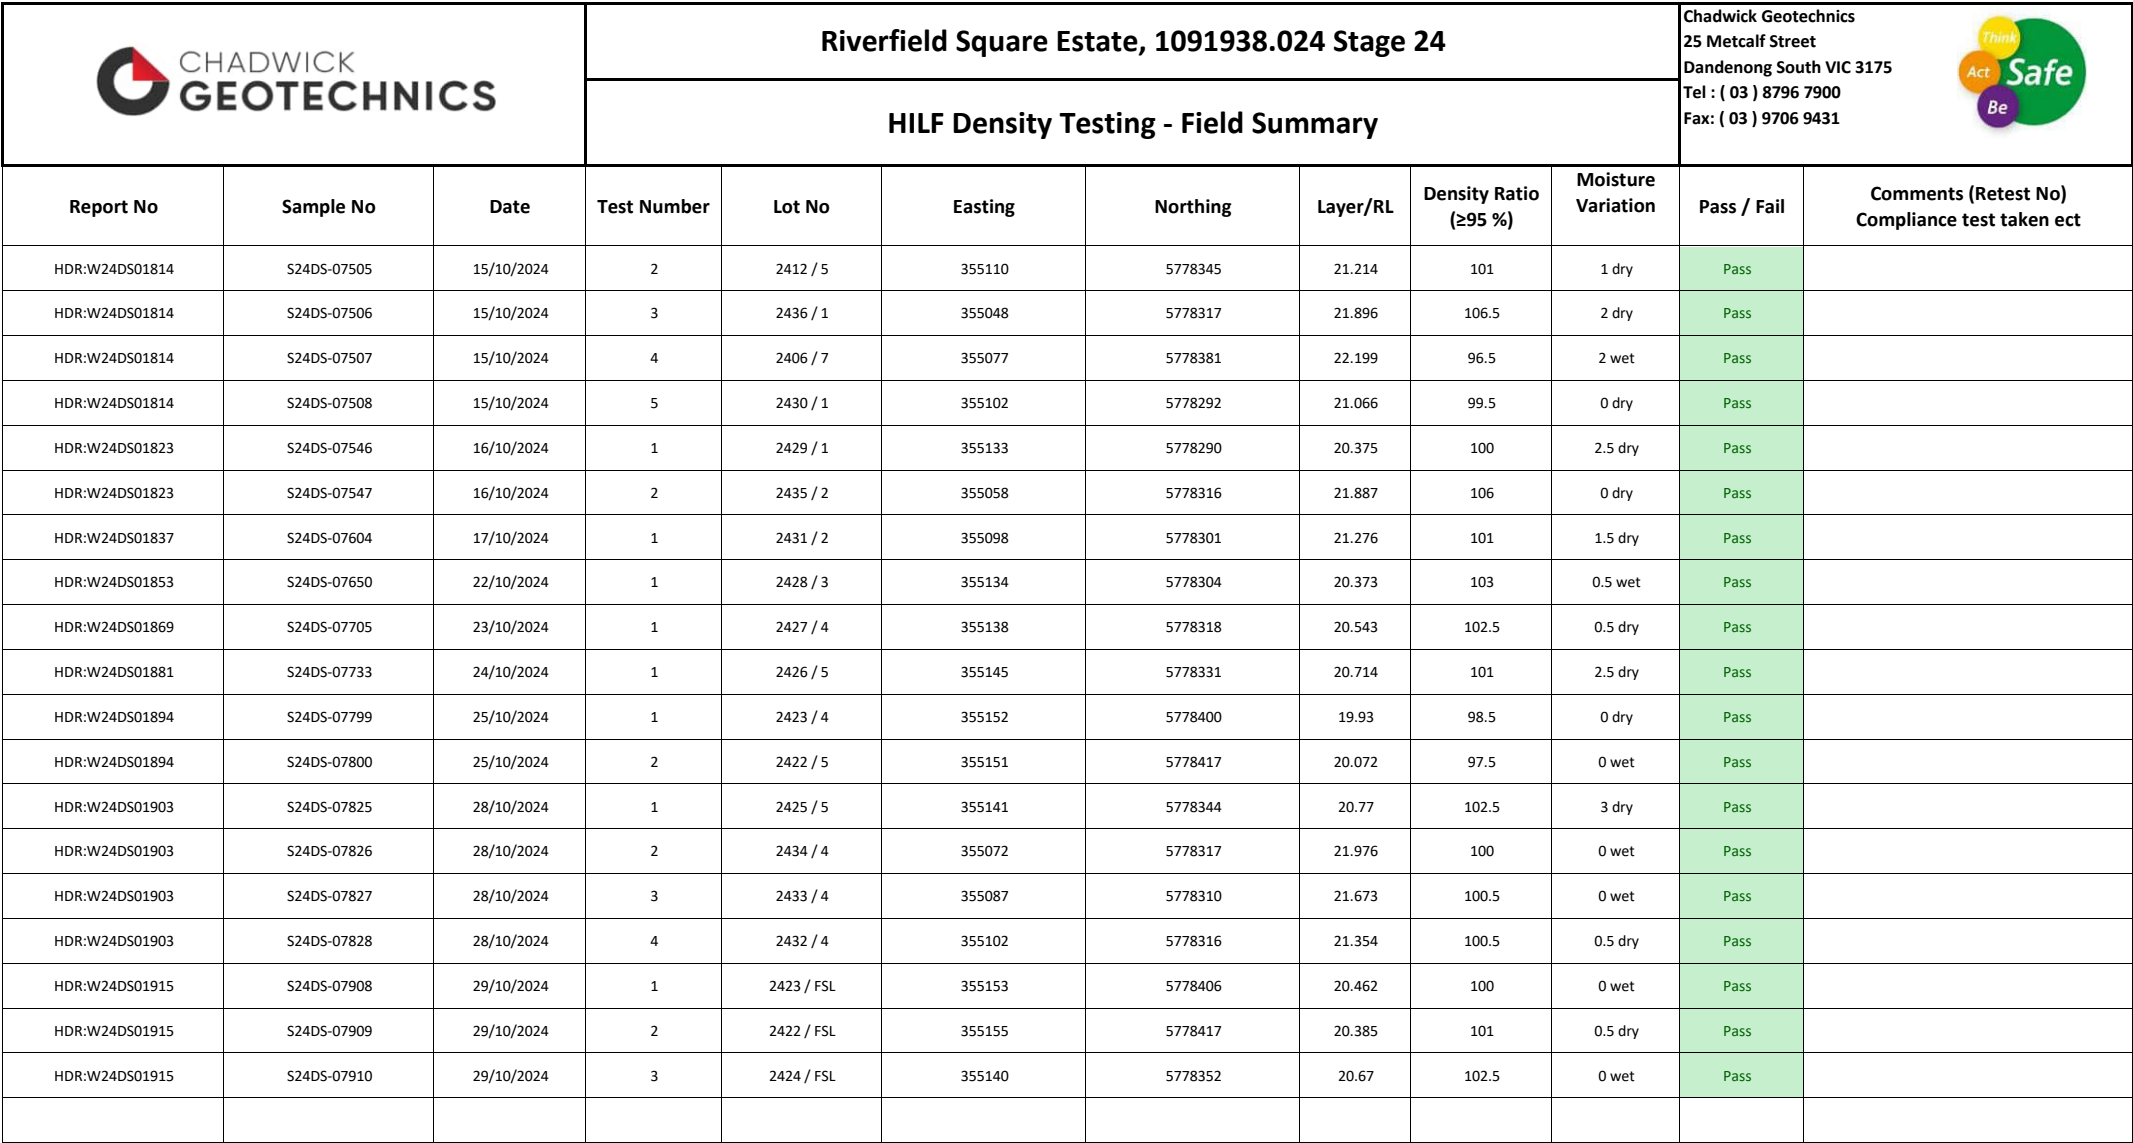 CHADWICK
GEOTECHNICS
Riverfield Square Estate, 1091938.024 Stage 24
HILF Density Testing - Field Summary
Chadwick Geotechnics
25 Metcalf Street
Dandenong South VIC 3175
Tel : ( 03 ) 8796 7900
Fax: ( 03 ) 9706 9431
Think
Act
Safe
Be
Report No Sample No Date Test Number Lot No Easting Northing Layer/RL Density Ratio (≥95 %) Moisture Variation Pass / Fail Comments (Retest No) Compliance test taken ect
HDR:W24DS01814 S24DS-07505 15/10/2024 2 2412 / 5 355110 5778345 21.214 101 1 dry Pass
HDR:W24DS01814 S24DS-07506 15/10/2024 3 2436 / 1 355048 5778317 21.896 106.5 2 dry Pass
HDR:W24DS01814 S24DS-07507 15/10/2024 4 2406 / 7 355077 5778381 22.199 96.5 2 wet Pass
HDR:W24DS01814 S24DS-07508 15/10/2024 5 2430 / 1 355102 5778292 21.066 99.5 0 dry Pass
HDR:W24DS01823 S24DS-07546 16/10/2024 1 2429 / 1 355133 5778290 20.375 100 2.5 dry Pass
HDR:W24DS01823 S24DS-07547 16/10/2024 2 2435 / 2 355058 5778316 21.887 106 0 dry Pass
HDR:W24DS01837 S24DS-07604 17/10/2024 1 2431 / 2 355098 5778301 21.276 101 1.5 dry Pass
HDR:W24DS01853 S24DS-07650 22/10/2024 1 2428 / 3 355134 5778304 20.373 103 0.5 wet Pass
HDR:W24DS01869 S24DS-07705 23/10/2024 1 2427 / 4 355138 5778318 20.543 102.5 0.5 dry Pass
HDR:W24DS01881 S24DS-07733 24/10/2024 1 2426 / 5 355145 5778331 20.714 101 2.5 dry Pass
HDR:W24DS01894 S24DS-07799 25/10/2024 1 2423 / 4 355152 5778400 19.93 98.5 0 dry Pass
HDR:W24DS01894 S24DS-07800 25/10/2024 2 2422 / 5 355151 5778417 20.072 97.5 0 wet Pass
HDR:W24DS01903 S24DS-07825 28/10/2024 1 2425 / 5 355141 5778344 20.77 102.5 3 dry Pass
HDR:W24DS01903 S24DS-07826 28/10/2024 2 2434 / 4 355072 5778317 21.976 100 0 wet Pass
HDR:W24DS01903 S24DS-07827 28/10/2024 3 2433 / 4 355087 5778310 21.673 100.5 0 wet Pass
HDR:W24DS01903 S24DS-07828 28/10/2024 4 2432 / 4 355102 5778316 21.354 100.5 0.5 dry Pass
HDR:W24DS01915 S24DS-07908 29/10/2024 1 2423 / FSL 355153 5778406 20.462 100 0 wet Pass
HDR:W24DS01915 S24DS-07909 29/10/2024 2 2422 / FSL 355155 5778417 20.385 101 0.5 dry Pass
HDR:W24DS01915 S24DS-07910 29/10/2024 3 2424 / FSL 355140 5778352 20.67 102.5 0 wet Pass